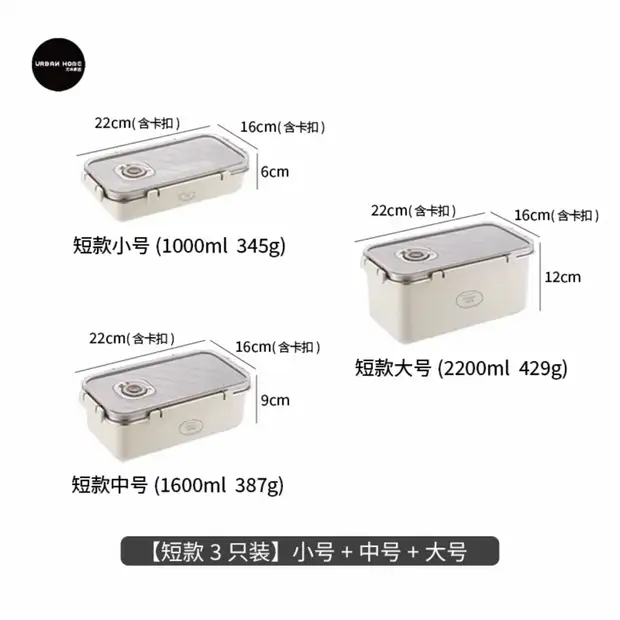 URBAN HOME
22cm(含卡扣)
16cm(含卡扣)
6cm
短款小号 (1000ml 345g)
22cm(含卡扣)
16cm(含卡扣)
12cm
短款大号 (2200ml 429g)
22cm(含卡扣)
16cm(含卡扣)
9cm
短款中号 (1600ml 387g)
【短款 3 只装】小号 + 中号 + 大号